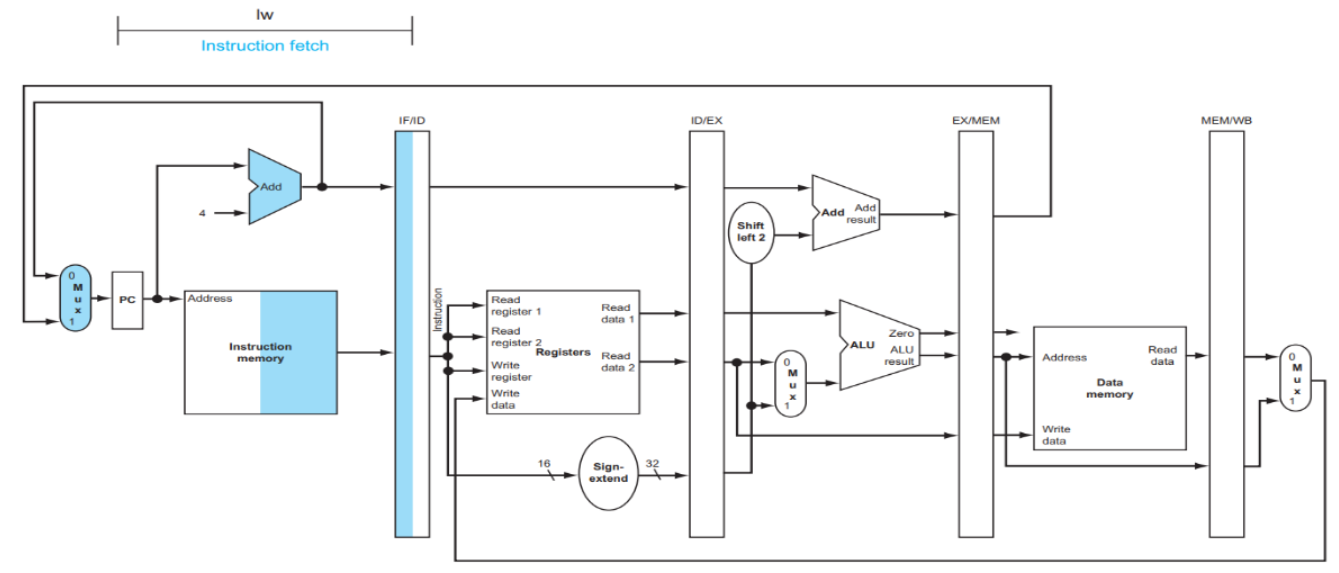 lw
Instruction fetch
IF/ID
ID/EX
EX/MEM
MEM/WB
Add
4
Shift
left 2
Add
Add
result
0
M
u
x
1
PC
Address
Instruction
memory
Instruction
Read
register 1
Read
register 2
Write
register
Write
data
Registers
Read
data 1
Read
data 2
0
M
u
x
1
Zero
ALU
ALU
result
Address
Read
data
Data
memory
Write
data
0
M
u
x
1
16
Sign-
extend
32